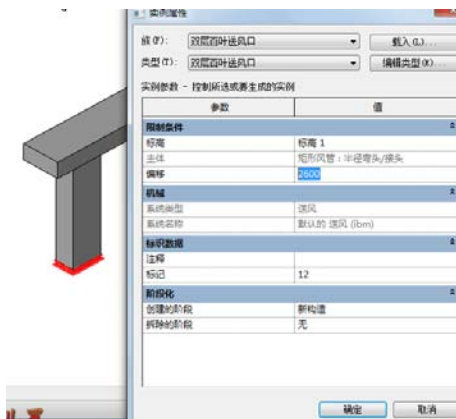 实例属性
族(F): 双层百叶送风口 载入(L)...
类型(T): 双层百叶送风口 编辑类型(E)...
实例参数 - 控制所选或要生成的实例
参数 值
限制条件
标高 标高 1
主体 矩形风管：半径弯头/接头
偏移 2600
机械
系统类型 送风
系统名称 默认的 送风 (ibm)
标识数据
注释
标记 12
阶段化
创建的阶段 新构造
拆除的阶段 无
确定 取消